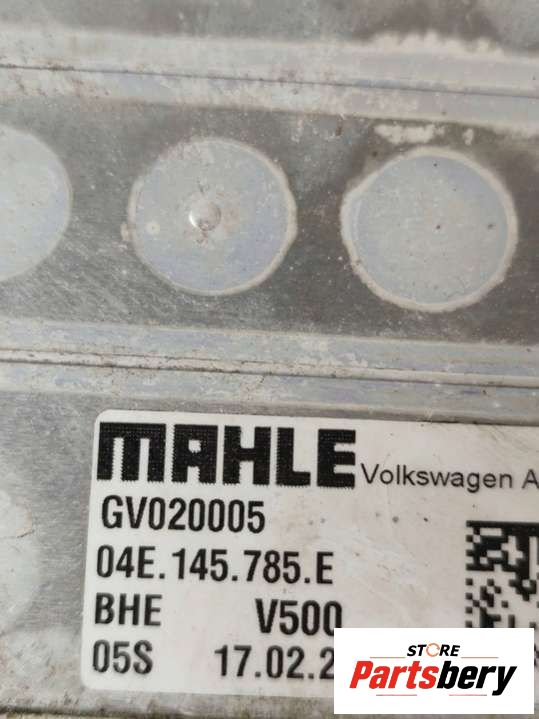 MAHLE Volkswagen A
GV020005
04E.145.785.E
BHE V500
05S 17.02.2
STORE
Partsbery